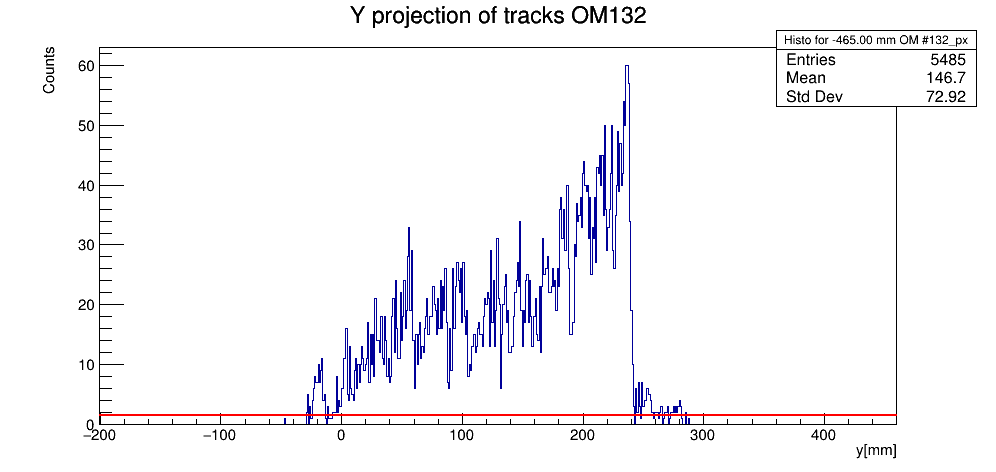 Y projection of tracks OM132
Histo for -465.00 mm OM #132_px
Entries 5485
Mean 146.7
Std Dev 72.92
Counts
60
50
40
30
20
10
0
−200 −100 0 100 200 300 400
y[mm]